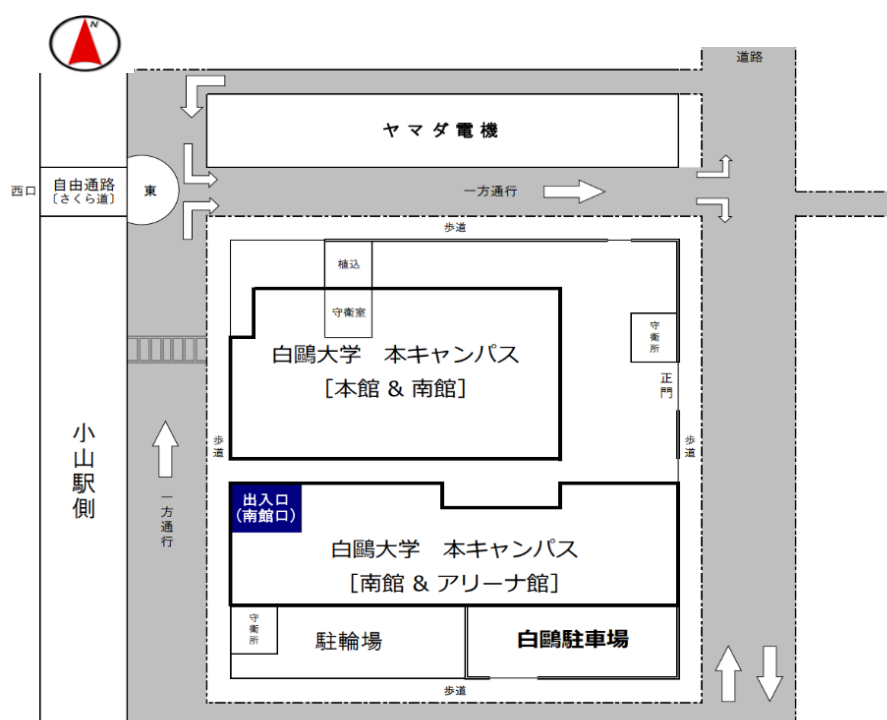 N
道路
ヤマダ電機
西口
自由通路
〔さくら道〕
東
一方通行
歩道
植込
守衛室
守衛所
白鷗大学 本キャンパス
[本館 & 南館]
正門
小山駅側
歩道
歩道
一方通行
出入口
(南館口)
白鷗大学 本キャンパス
[南館 & アリーナ館]
守衛所
駐輪場
白鷗駐車場
歩道